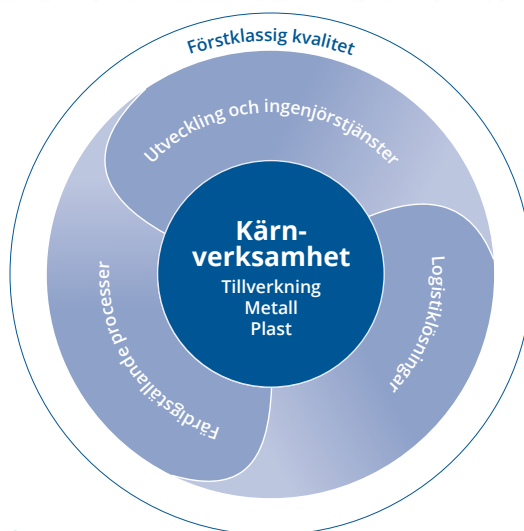 Förstklassig kvalitet
Utveckling och ingenjörstjänster
Kärn-
verksamhet
Tillverkning
Metall
Plast
Logistiklösningar
Färdigställande processer